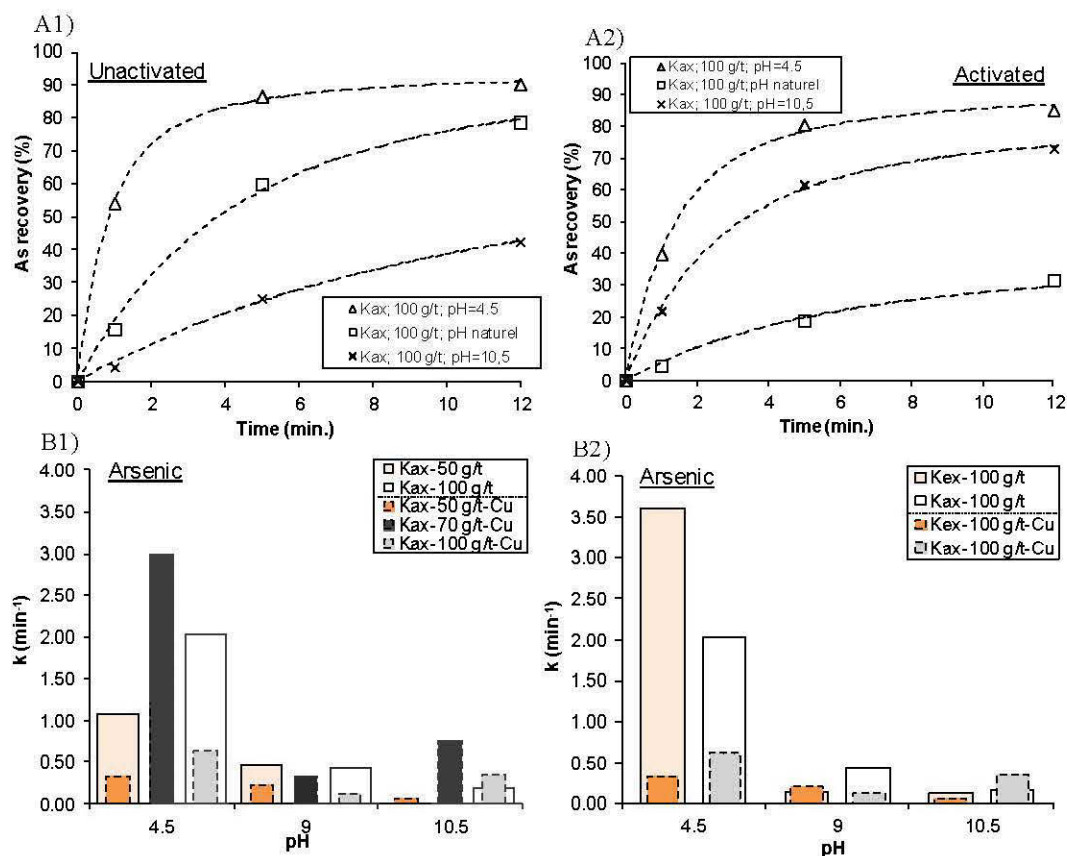 A1)
100
90
80
70
60
50
40
30
20
10
0
As recovery (%)
Unactivated
Kax; 100 g/t; pH=4.5
Kax; 100 g/t; pH naturel
Kax; 100 g/t; pH=10,5
0 2 4 6 8 10 12
Time (min.)
A2)
100
90
80
70
60
50
40
30
20
10
0
As recovery (%)
Kax; 100 g/t; pH=4.5
Kax; 100 g/t; pH naturel
Kax; 100 g/t; pH=10,5
Activated
0 2 4 6 8 10 12
Time (min.)
B1)
4.00
3.50
3.00
2.50
2.00
1.50
1.00
0.50
0.00
k (min⁻¹)
Arsenic
Kax-50 g/t
Kax-100 g/t
Kax-50 g/t-Cu
Kax-70 g/t-Cu
Kax-100 g/t-Cu
4.5 9 10.5
pH
B2)
4.00
3.50
3.00
2.50
2.00
1.50
1.00
0.50
0.00
k (min⁻¹)
Arsenic
Kex-100 g/t
Kax-100 g/t
Kex-100 g/t-Cu
Kax-100 g/t-Cu
4.5 9 10.5
pH